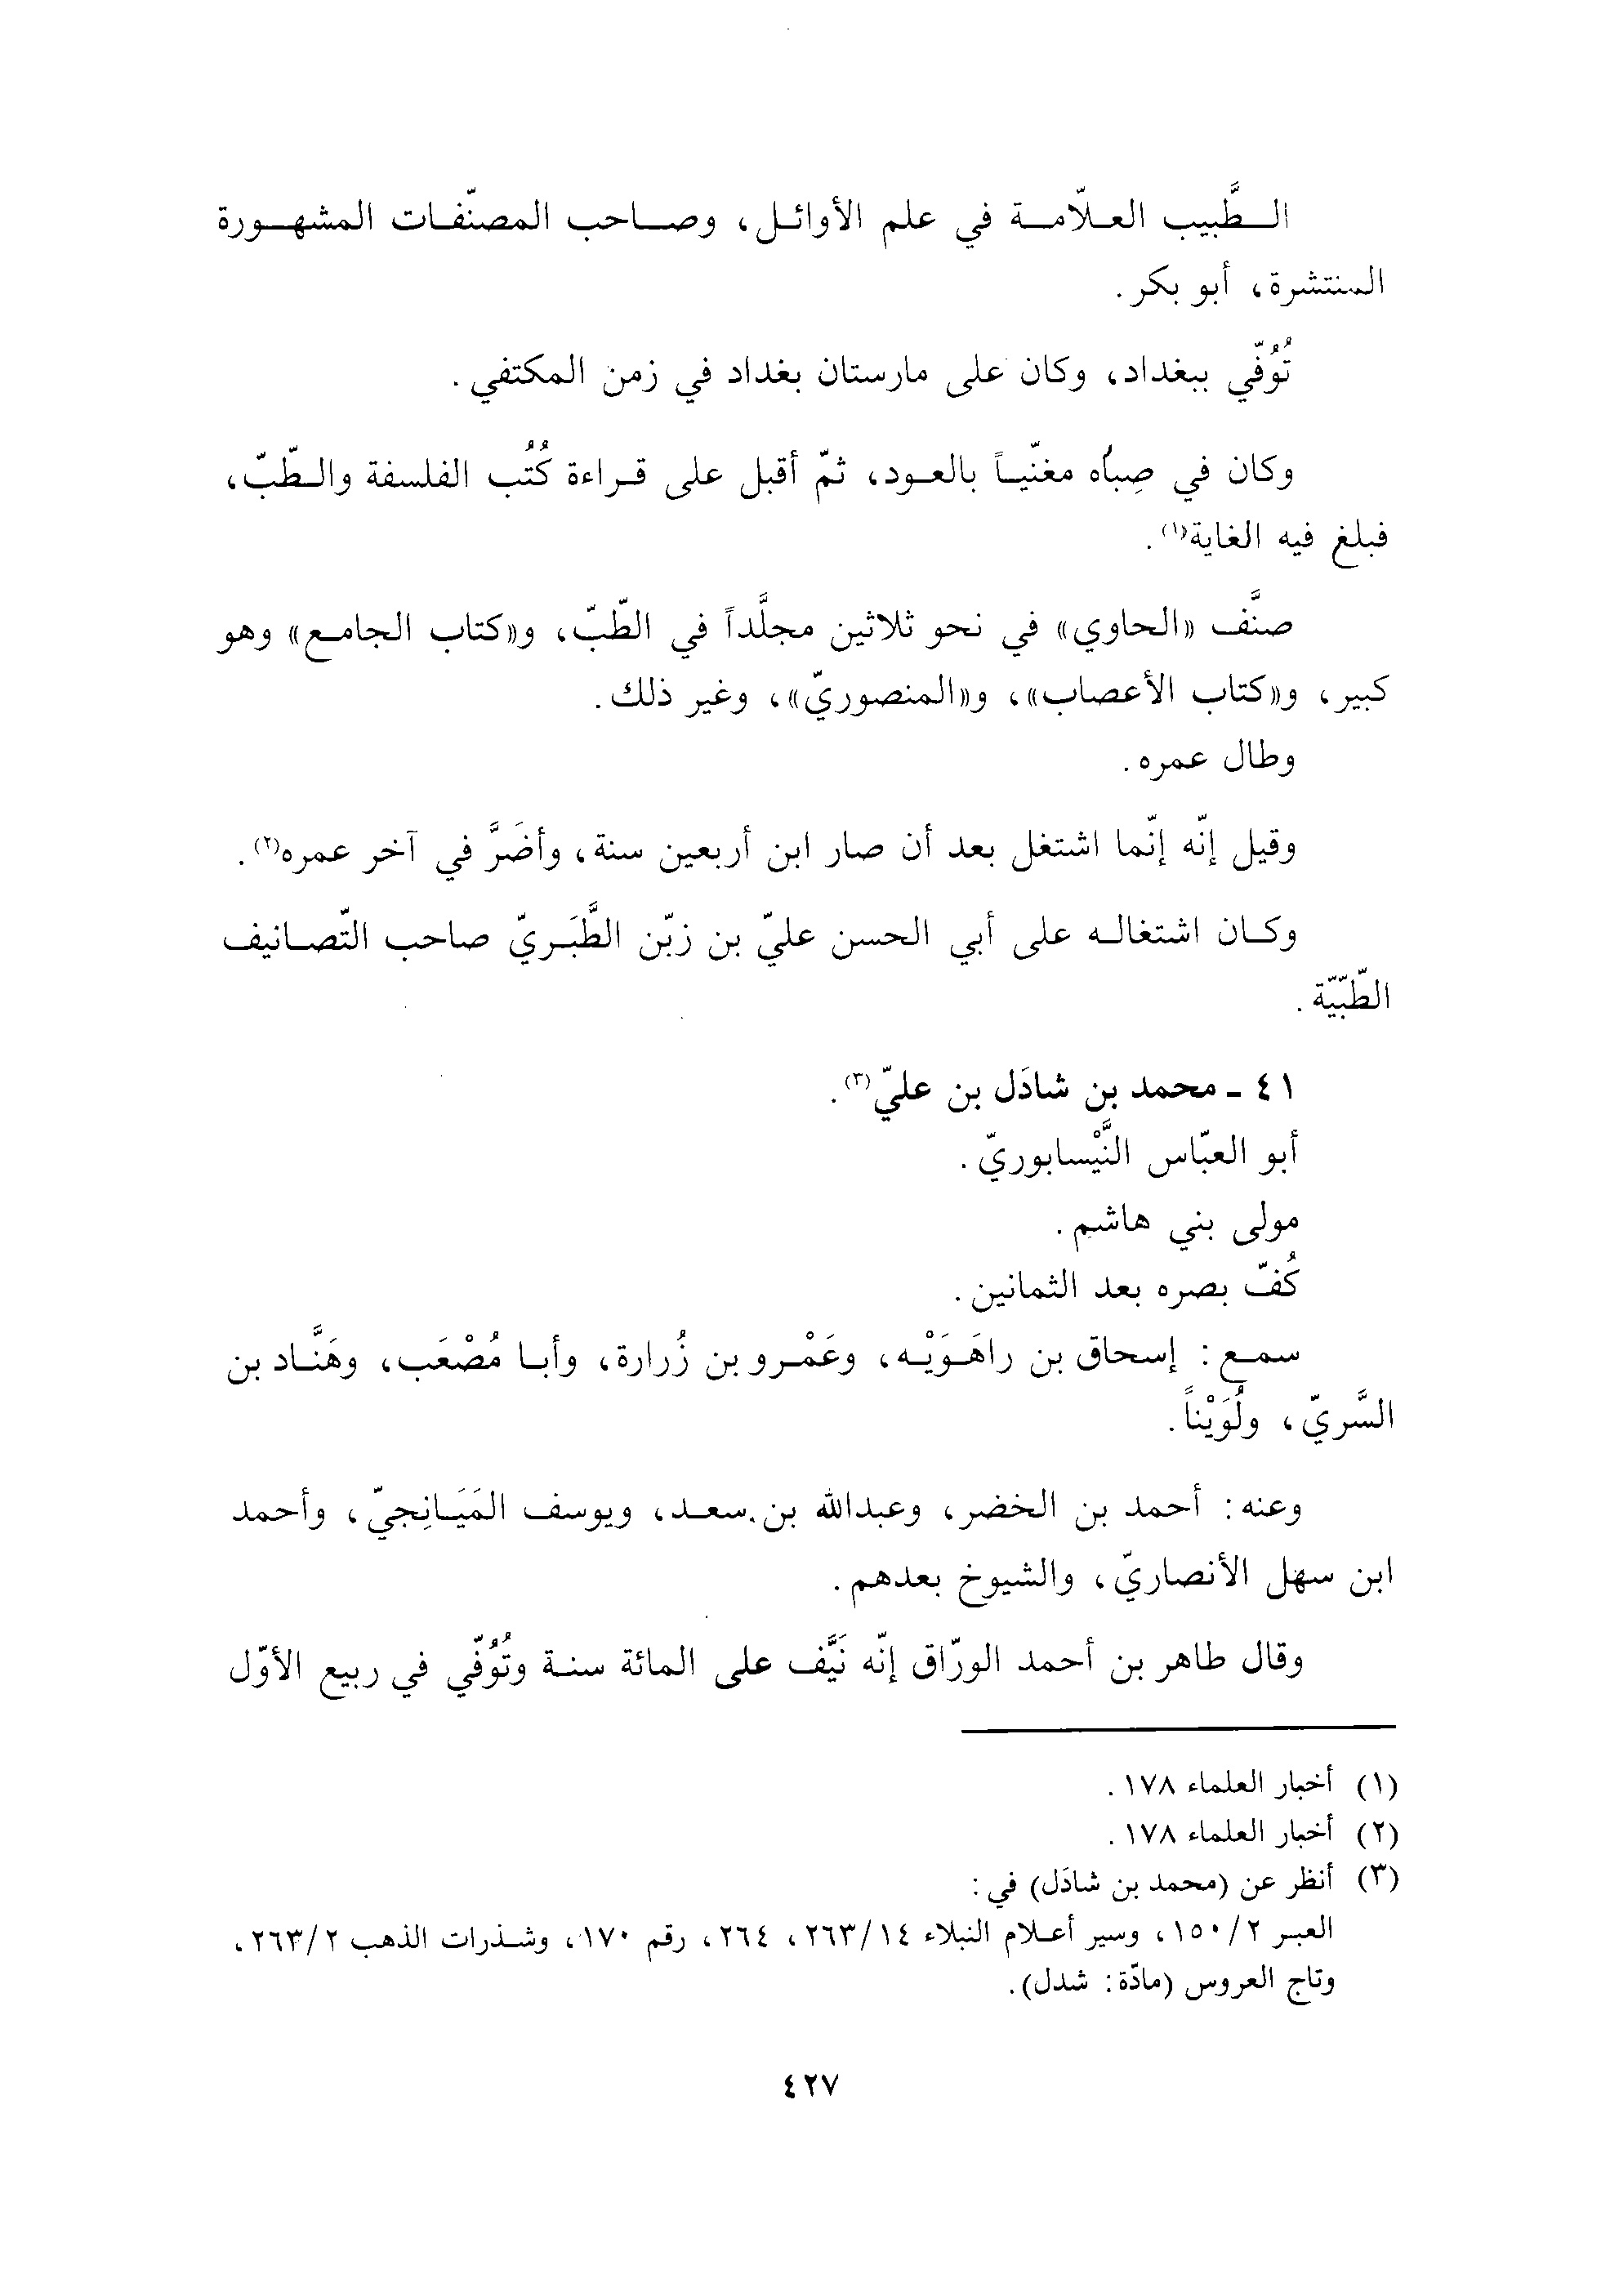 الطَّبيب العلّامة في علم الأوائل، وصاحب المصنّفات المشهورة
المنتشرة، أبو بكر.
تُوُفّي ببغداد، وكان على مارستان بغداد في زمن المكتفي.
وكان في صِباه مغنّياً بالعود، ثمّ أقبل على قراءة كُتُب الفلسفة والطّبّ،
فبلغ فيه الغاية(١).
صنَّف «الحاوي» في نحو ثلاثين مجلَّداً في الطّبّ، و«كتاب الجامع» وهو
كبير، و«كتاب الأعصاب»، و«المنصوريّ»، وغير ذلك.
وطال عمره.
وقيل إنّه إنّما اشتغل بعد أن صار ابن أربعين سنة، وأضَرَّ في آخر عمره(٢).
وكان اشتغاله على أبي الحسن عليّ بن زبّن الطَّبَريّ صاحب التّصانيف
الطّبّيّة.
٤١ - محمد بن شادَل بن عليّ(٣).
أبو العبّاس النَّيْسابوريّ.
مولى بني هاشم.
كُفّ بصره بعد الثمانين.
سمع: إسحاق بن راهَوَيْه، وعَمْرو بن زُرارة، وأبا مُصْعَب، وهَنَّاد بن
السَّريّ، ولُوَيْناً.
وعنه: أحمد بن الخضر، وعبدالله بن سعد، ويوسف المَيَانِجيّ، وأحمد
ابن سهل الأنصاريّ، والشيوخ بعدهم.
وقال طاهر بن أحمد الورّاق إنّه نَيَّف على المائة سنة وتُوُفّي في ربيع الأوّل
(١) أخبار العلماء ١٧٨.
(٢) أخبار العلماء ١٧٨.
(٣) أنظر عن (محمد بن شادَل) في:
العبر ٢/١٥٠، وسير أعلام النبلاء ١٤/٢٦٣، ٢٦٤، رقم ١٧٠، وشذرات الذهب ٢/٢٦٣،
وتاج العروس (مادّة: شدل).
٤٢٧